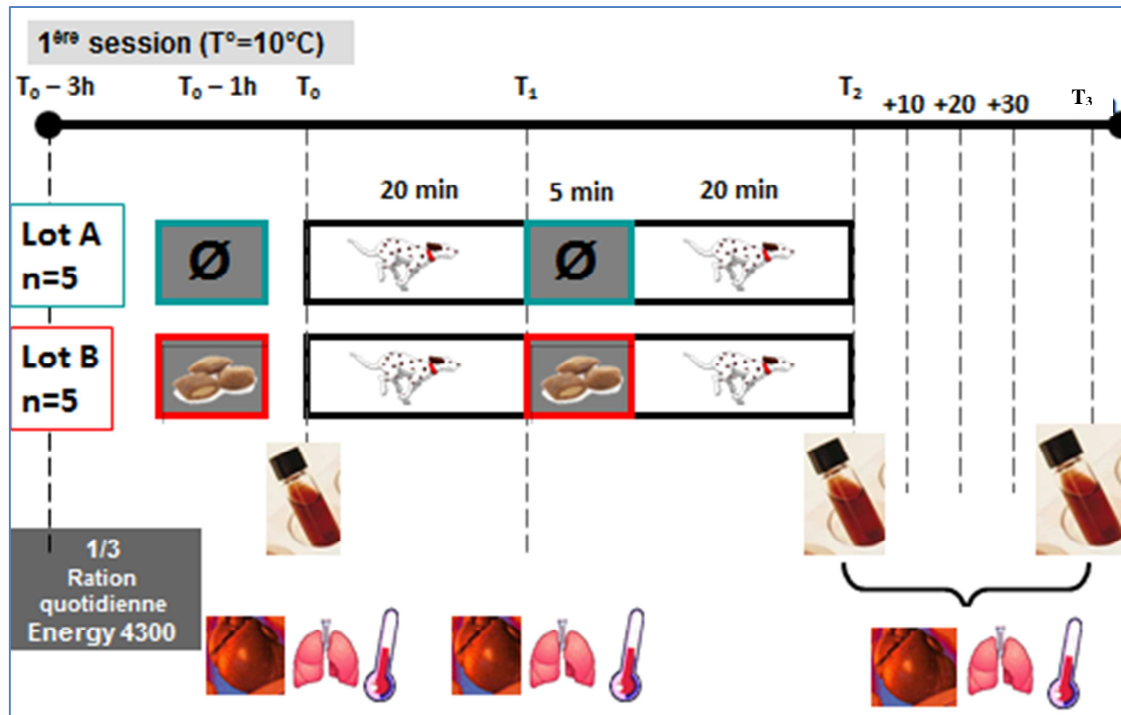 1ère session (T°=10°C)
T₀ – 3h T₀ – 1h T₀ T₁ T₂ +10 +20 +30 T₃
20 min 5 min 20 min
Lot A
n=5
Ø Ø
Lot B
n=5
1/3
Ration
quotidienne
Energy 4300